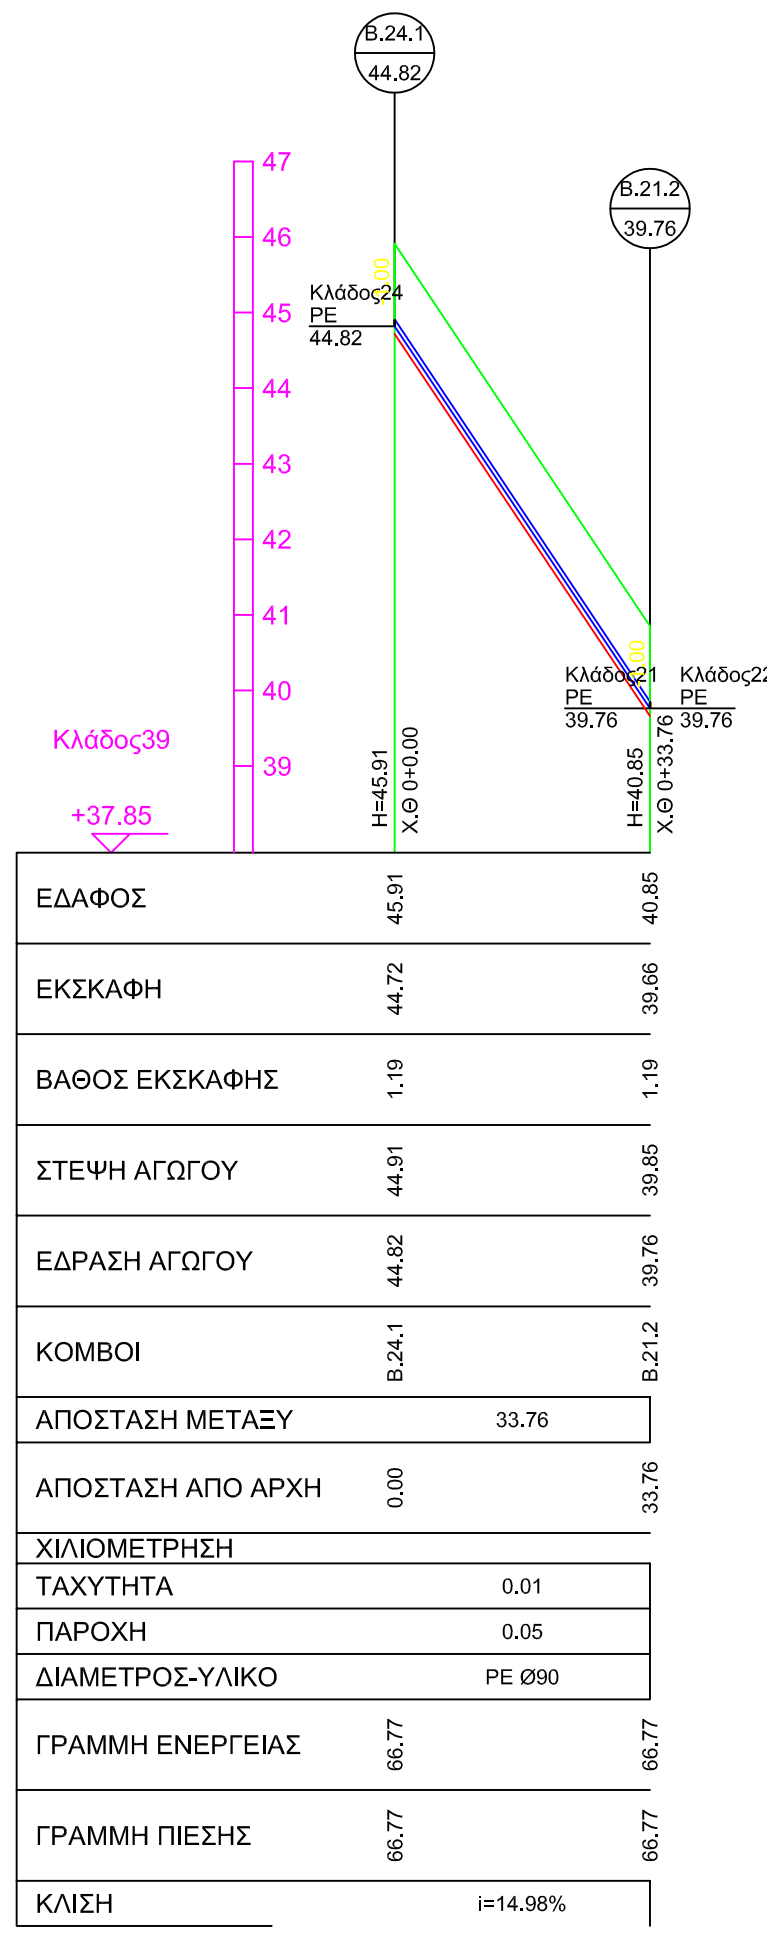 B.24.1
44.82
B.21.2
39.76
47
46
45
44
43
42
41
40
39
Κλάδος24
PE
44.82
Κλάδος21
PE
39.76
Κλάδος22
PE
39.76
Κλάδος39
+37.85
H=45.91
Χ.Θ 0+0.00
H=40.85
Χ.Θ 0+33.76
ΕΔΑΦΟΣ 45.91 40.85
ΕΚΣΚΑΦΗ 44.72 39.66
ΒΑΘΟΣ ΕΚΣΚΑΦΗΣ 1.19 1.19
ΣΤΕΨΗ ΑΓΩΓΟΥ 44.91 39.85
ΕΔΡΑΣΗ ΑΓΩΓΟΥ 44.82 39.76
ΚΟΜΒΟΙ B.24.1 B.21.2
ΑΠΟΣΤΑΣΗ ΜΕΤΑΞΥ 33.76
ΑΠΟΣΤΑΣΗ ΑΠΟ ΑΡΧΗ 0.00 33.76
ΧΙΛΙΟΜΕΤΡΗΣΗ
ΤΑΧΥΤΗΤΑ 0.01
ΠΑΡΟΧΗ 0.05
ΔΙΑΜΕΤΡΟΣ-ΥΛΙΚΟ PE Ø90
ΓΡΑΜΜΗ ΕΝΕΡΓΕΙΑΣ 66.77 66.77
ΓΡΑΜΜΗ ΠΙΕΣΗΣ 66.77 66.77
ΚΛΙΣΗ i=14.98%